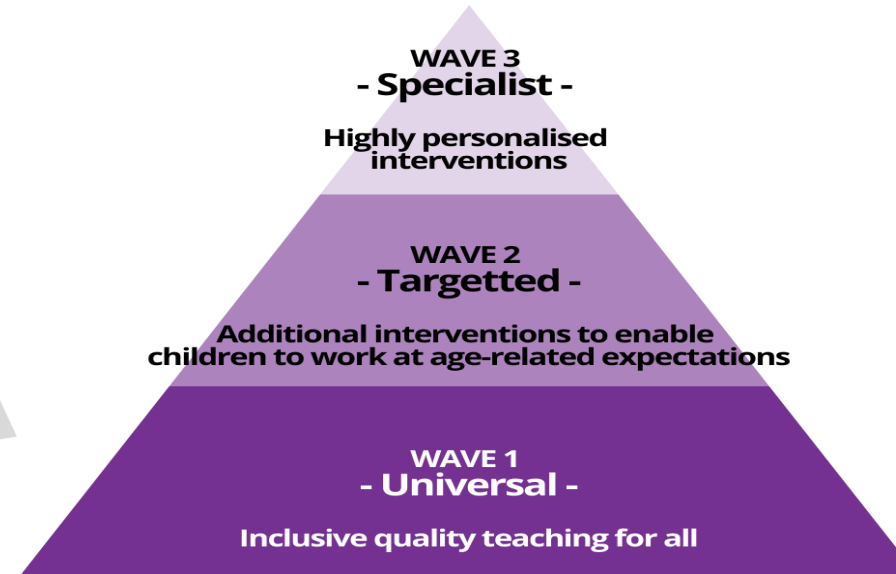 WAVE 3
- Specialist -
Highly personalised
interventions
WAVE 2
- Targetted -
Additional interventions to enable
children to work at age-related expectations
WAVE 1
- Universal -
Inclusive quality teaching for all